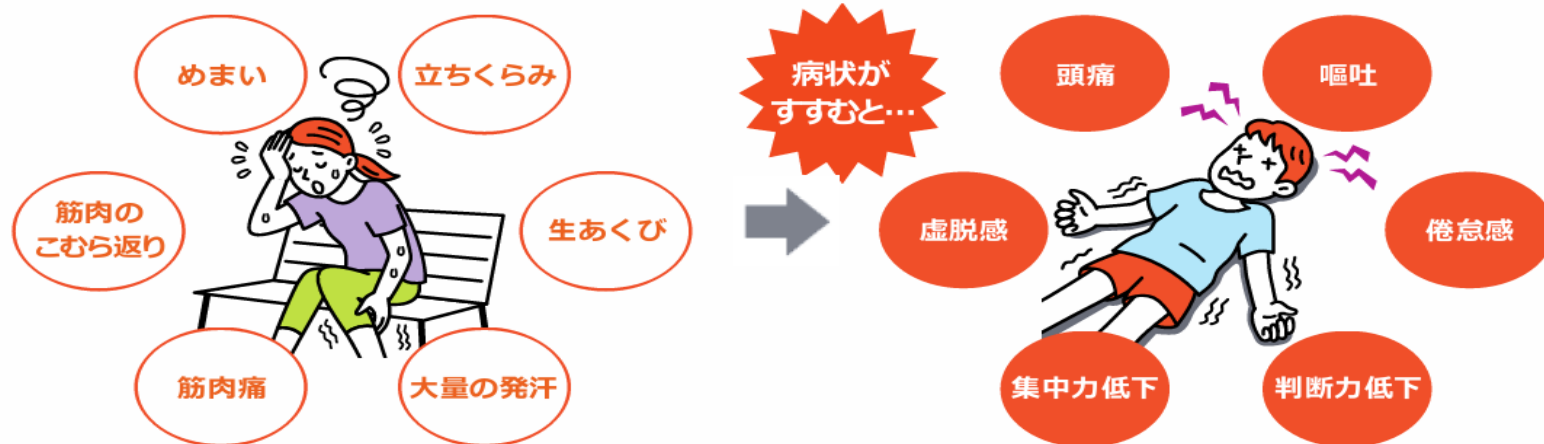 めまい
立ちくらみ
筋肉の
こむら返り
生あくび
筋肉痛
大量の発汗
病状が
すすむと…
頭痛
嘔吐
虚脱感
倦怠感
集中力低下
判断力低下